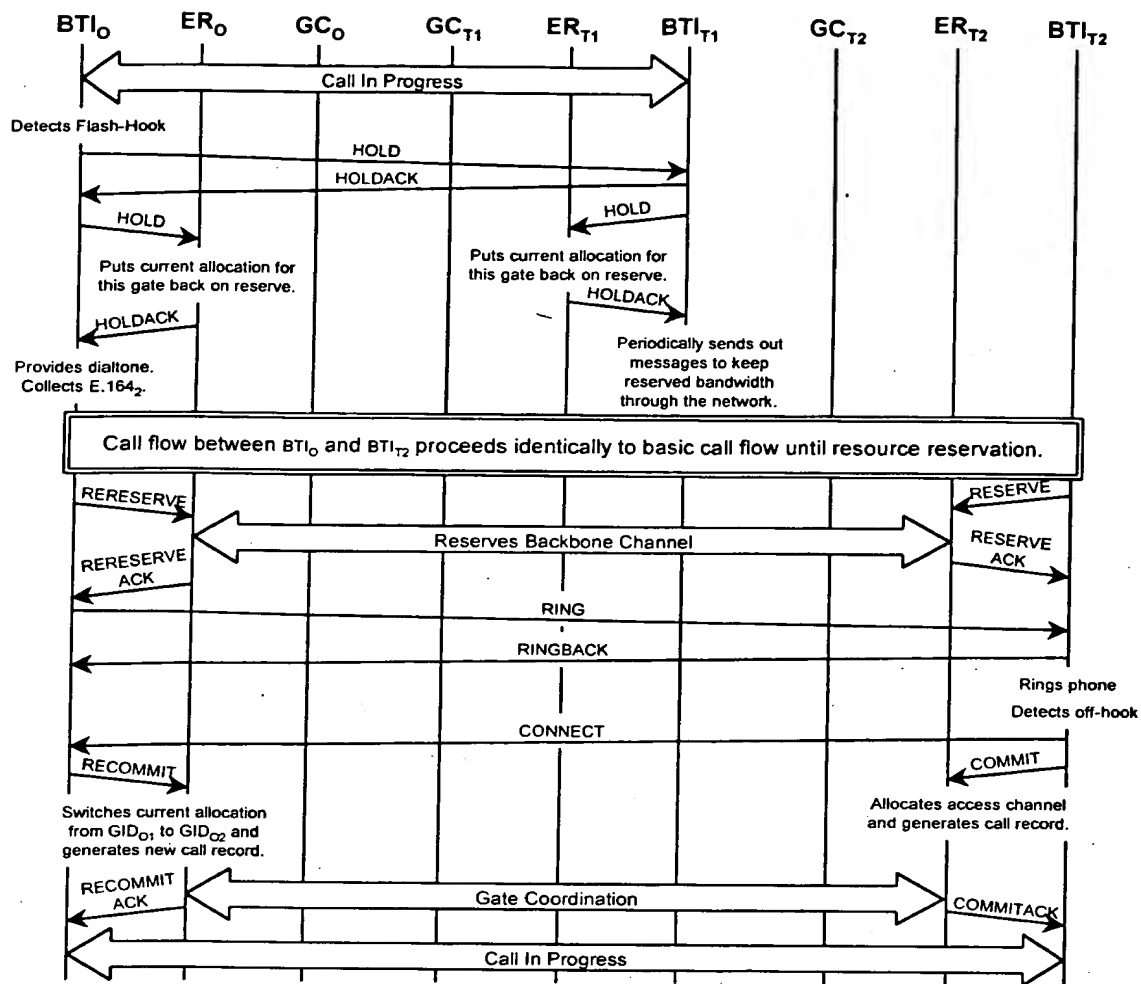 BTIO ERO GCO GCT1 ERT1 BTIT1 GCT2 ERT2 BTIT2
Call In Progress
Detects Flash-Hook
HOLD
HOLDACK
HOLD
HOLD
Puts current allocation for
this gate back on reserve.
Puts current allocation for
this gate back on reserve.
HOLDACK
HOLDACK
Provides dialtone.
Collects E.1642.
Periodically sends out
messages to keep
reserved bandwidth
through the network.
Call flow between BTIO and BTIT2 proceeds identically to basic call flow until resource reservation.
RERESERVE
RESERVE
Reserves Backbone Channel
RERESERVE
ACK
RESERVE
ACK
RING
RINGBACK
Rings phone
Detects off-hook
CONNECT
RECOMMIT
COMMIT
Switches current allocation
from GIDO1 to GIDO2 and
generates new call record.
Allocates access channel
and generates call record.
RECOMMIT
ACK
Gate Coordination
COMMITACK
Call In Progress